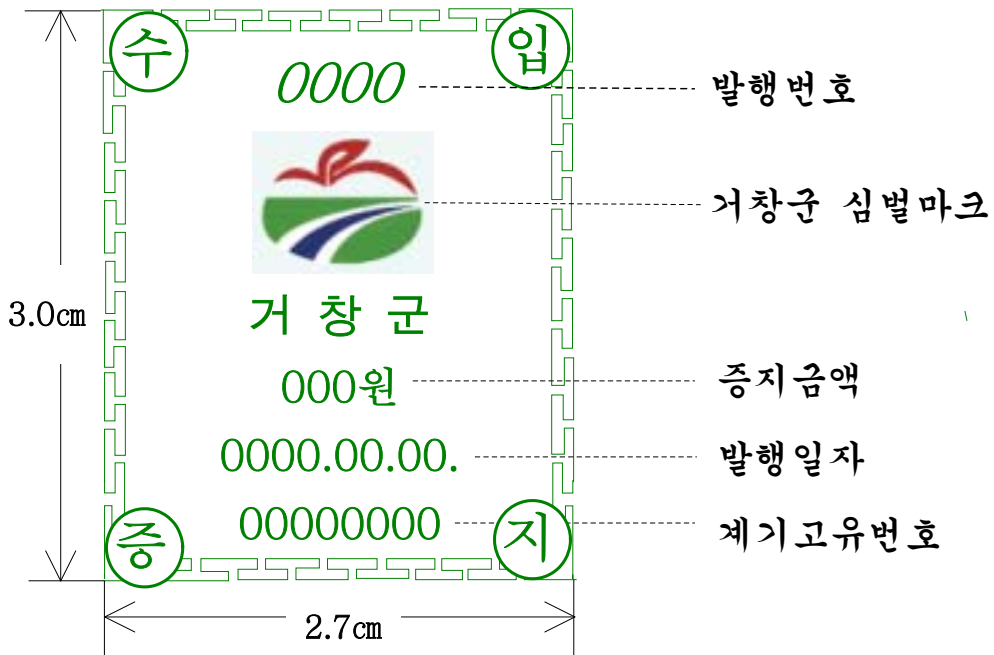 수 입
0000 발행번호
거창군 심벌마크
거 창 군
3.0cm
000원 증지금액
0000.00.00. 발행일자
00000000 계기고유번호
증 지
2.7cm